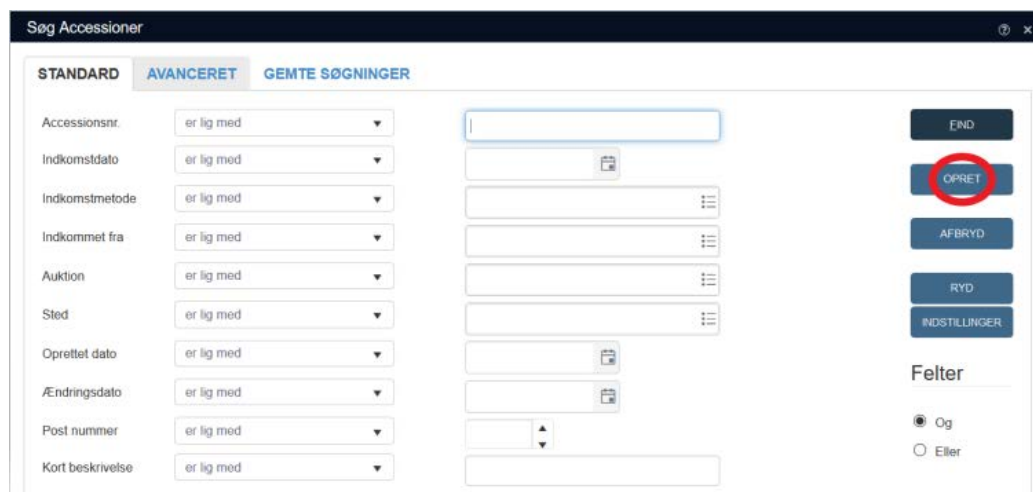 Søg Accessioner
STANDARD AVANCERET GEMTE SØGNINGER
Accessionsnr. er lig med FIND
Indkomstdato er lig med
Indkomstmetode er lig med OPRET
Indkommet fra er lig med AFBRYD
Auktion er lig med RYD
Sted er lig med INDSTILLINGER
Oprettet dato er lig med
Felter
Ændringsdato er lig med
Post nummer er lig med Og
Eller
Kort beskrivelse er lig med